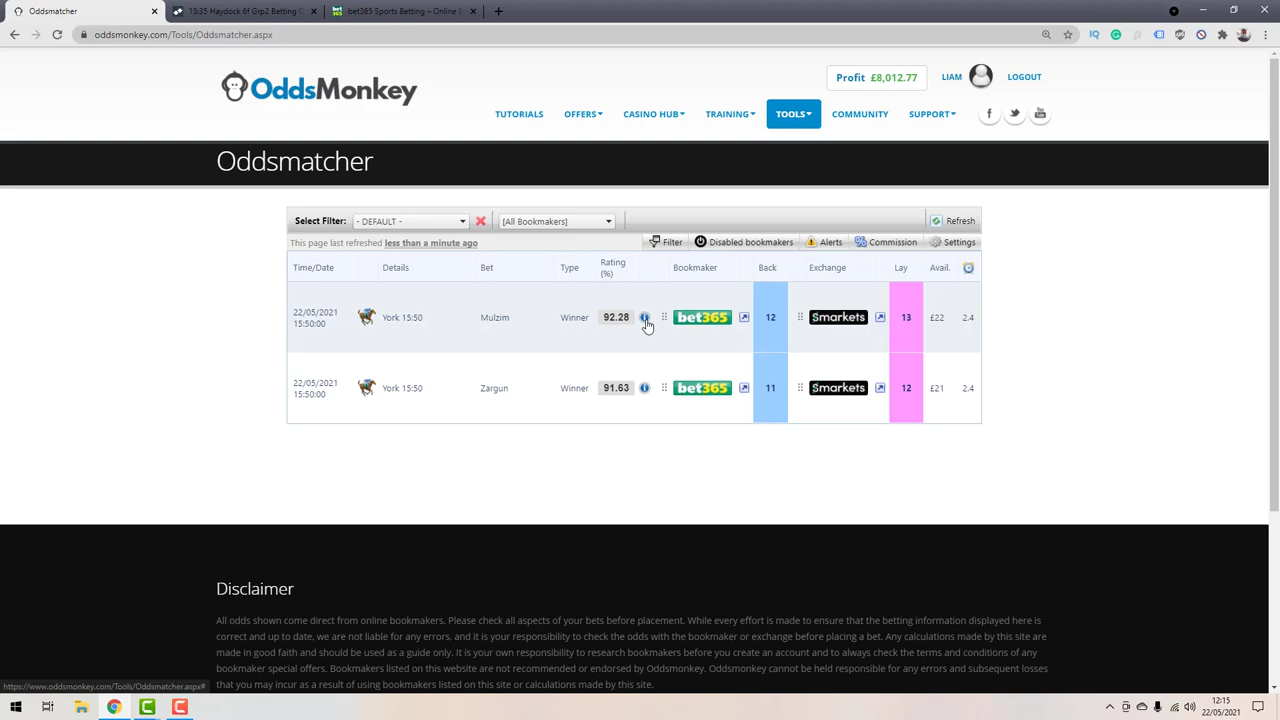 Oddsmatcher
15:35 Haydock 6f Grp2 Betting O
bet365 Sports Betting – Online
oddsmonkey.com/Tools/Oddsmatcher.aspx
OddsMonkey
Profit £8,012.77
LIAM
LOGOUT
TUTORIALS
OFFERS
CASINO HUB
TRAINING
TOOLS
COMMUNITY
SUPPORT
Oddsmatcher
Select Filter:
- DEFAULT -
[All Bookmakers]
Refresh
This page last refreshed less than a minute ago
Filter
Disabled bookmakers
Alerts
Commission
Settings
Time/Date
Details
Bet
Type
Rating
(%)
Bookmaker
Back
Exchange
Lay
Avail.
22/05/2021
15:50:00
York 15:50
Mulzim
Winner
92.28
bet365
12
Smarkets
13
£22
2.4
22/05/2021
15:50:00
York 15:50
Zargun
Winner
91.63
bet365
11
Smarkets
12
£21
2.4
Disclaimer
All odds shown come direct from online bookmakers. Please check all aspects of your bets before placement. While every effort is made to ensure that the betting information displayed here is
correct and up to date, we are not liable for any errors, and it is your responsibility to check the odds with the bookmaker or exchange before placing a bet. Any calculations made by this site are
made in good faith and should be used as a guide only. It is your own responsibility to research bookmakers before you create an account and to always check the terms and conditions of any
bookmaker special offers. Bookmakers listed on this website are not recommended or endorsed by Oddsmonkey. Oddsmonkey cannot be held responsible for any errors and subsequent losses
that you may incur as a result of using bookmakers listed on this site or calculations made by this site.
https://www.oddsmonkey.com/Tools/Oddsmatcher.aspx#
12:15
22/05/2021